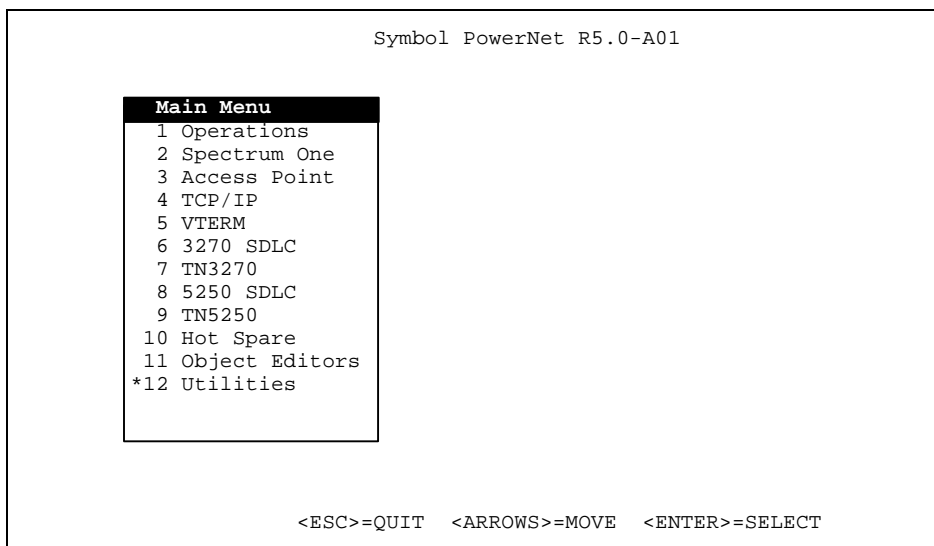 Symbol PowerNet R5.0-A01
Main Menu
1 Operations
2 Spectrum One
3 Access Point
4 TCP/IP
5 VTERM
6 3270 SDLC
7 TN3270
8 5250 SDLC
9 TN5250
10 Hot Spare
11 Object Editors
*12 Utilities
<ESC>=QUIT <ARROWS>=MOVE <ENTER>=SELECT